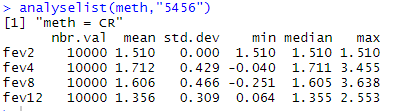 > analyselist(meth,"5456")
[1] "meth = CR"
nbr.val mean std.dev min median max
fev2 10000 1.510 0.000 1.510 1.510 1.510
fev4 10000 1.712 0.429 -0.040 1.711 3.455
fev8 10000 1.606 0.466 -0.251 1.605 3.638
fev12 10000 1.356 0.309 0.064 1.355 2.553